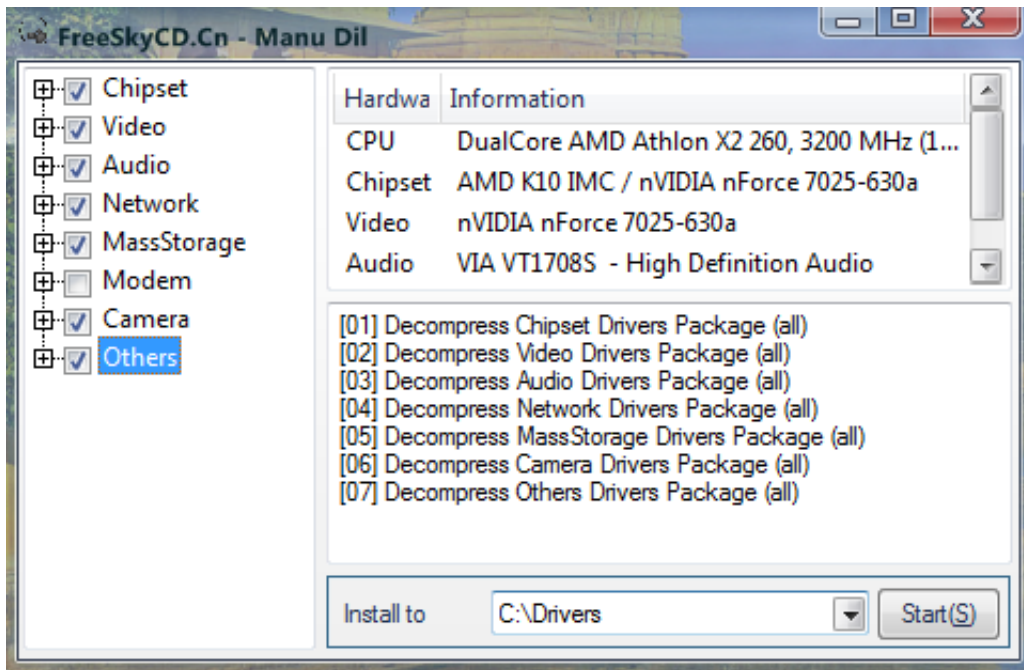 FreeSkyCD.Cn - Manu Dil
Chipset
Video
Audio
Network
MassStorage
Modem
Camera
Others
Hardwa Information
CPU DualCore AMD Athlon X2 260, 3200 MHz (1...
Chipset AMD K10 IMC / nVIDIA nForce 7025-630a
Video nVIDIA nForce 7025-630a
Audio VIA VT1708S - High Definition Audio
[01] Decompress Chipset Drivers Package (all)
[02] Decompress Video Drivers Package (all)
[03] Decompress Audio Drivers Package (all)
[04] Decompress Network Drivers Package (all)
[05] Decompress MassStorage Drivers Package (all)
[06] Decompress Camera Drivers Package (all)
[07] Decompress Others Drivers Package (all)
Install to C:\Drivers Start(S)